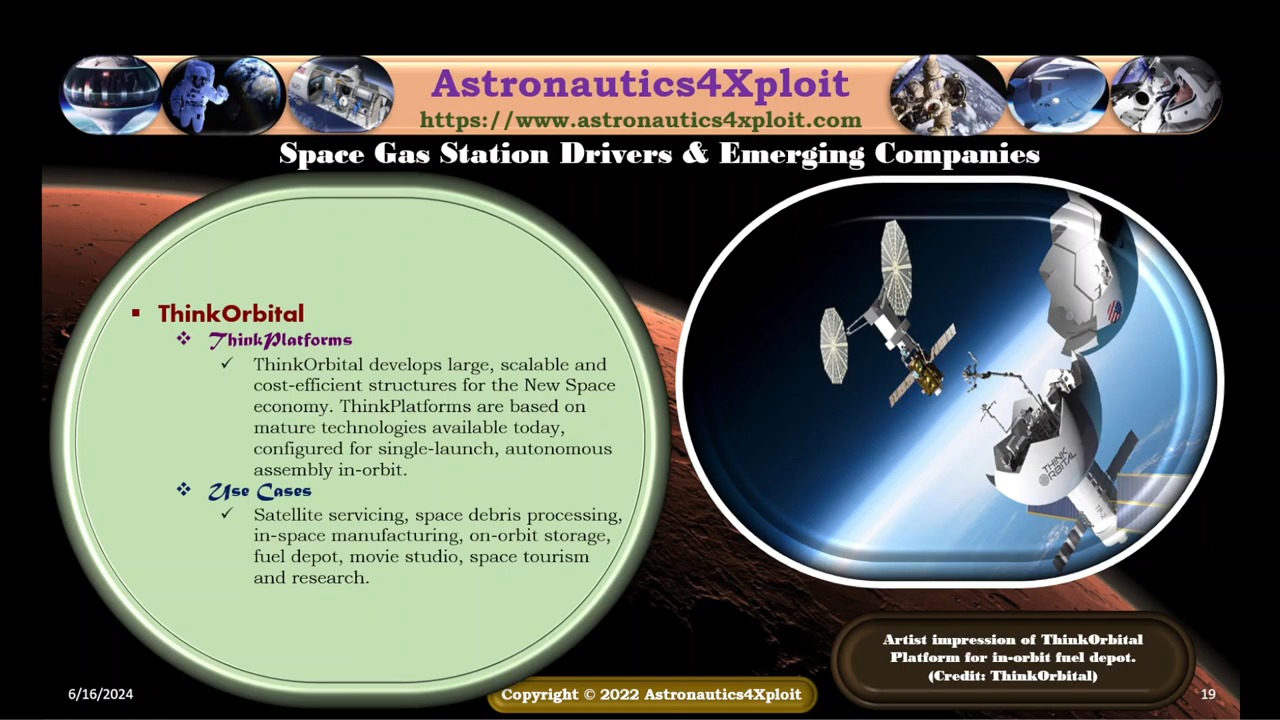 Astronautics4Xploit
https://www.astronautics4xploit.com
Space Gas Station Drivers & Emerging Companies
ThinkOrbital
ThinkPlatforms
ThinkOrbital develops large, scalable and
cost-efficient structures for the New Space
economy. ThinkPlatforms are based on
mature technologies available today,
configured for single-launch, autonomous
assembly in-orbit.
Use Cases
Satellite servicing, space debris processing,
in-space manufacturing, on-orbit storage,
fuel depot, movie studio, space tourism
and research.
THINK
ORBITAL
Artist impression of ThinkOrbital
Platform for in-orbit fuel depot.
(Credit: ThinkOrbital)
6/16/2024
Copyright © 2022 Astronautics4Xploit
19